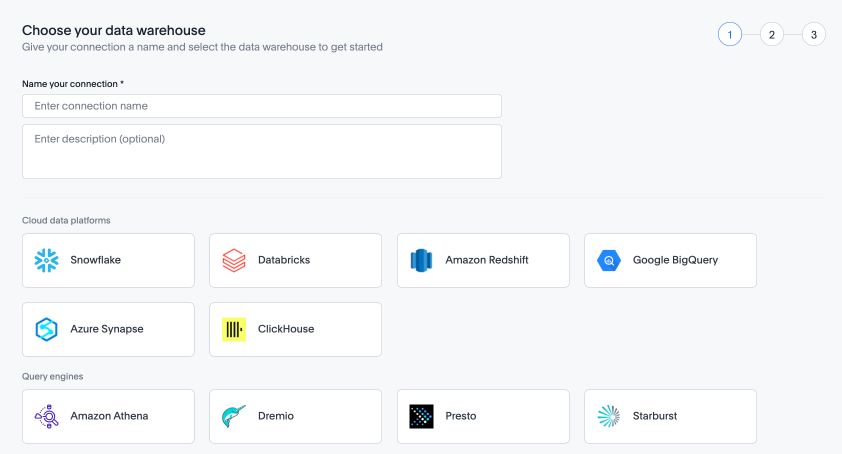 Choose your data warehouse
Give your connection a name and select the data warehouse to get started
1 2 3
Name your connection *
Enter connection name
Enter description (optional)
Cloud data platforms
Snowflake Databricks Amazon Redshift Google BigQuery
Azure Synapse ClickHouse
Query engines
Amazon Athena Dremio Presto Starburst